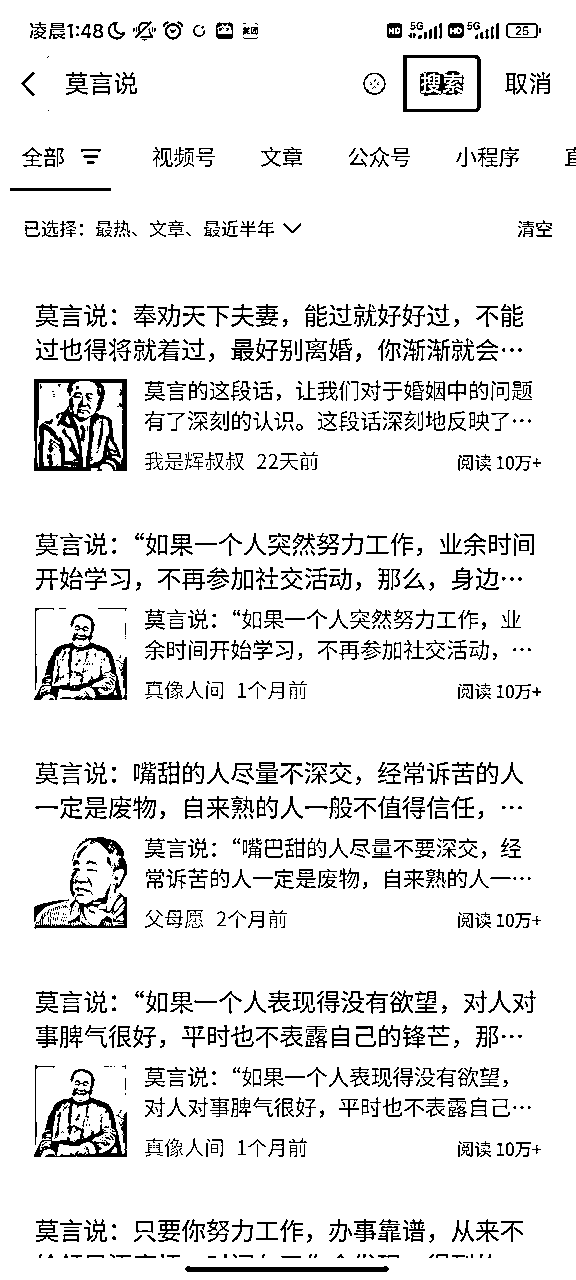 凌晨1:48
HD 5G HD 5G 25
莫言说
搜索
取消
全部 视频号 文章 公众号 小程序 直
已选择：最热、文章、最近半年
清空
莫言说：奉劝天下夫妻，能过就好好过，不能
过也得将就着过，最好别离婚，你渐渐就会…
莫言的这段话，让我们对于婚姻中的问题
有了深刻的认识。这段话深刻地反映了…
我是辉叔叔 22天前
阅读 10万+
莫言说：“如果一个人突然努力工作，业余时间
开始学习，不再参加社交活动，那么，身边…
莫言说：“如果一个人突然努力工作，业
余时间开始学习，不再参加社交活动，…
真像人间 1个月前
阅读 10万+
莫言说：嘴甜的人尽量不深交，经常诉苦的人
一定是废物，自来熟的人一般不值得信任，…
莫言说：“嘴巴甜的人尽量不要深交，经
常诉苦的人一定是废物，自来熟的人一…
父母愿 2个月前
阅读 10万+
莫言说：“如果一个人表现得没有欲望，对人对
事脾气很好，平时也不表露自己的锋芒，那…
莫言说：“如果一个人表现得没有欲望，
对人对事脾气很好，平时也不表露自己…
真像人间 1个月前
阅读 10万+
莫言说：只要你努力工作，办事靠谱，从来不